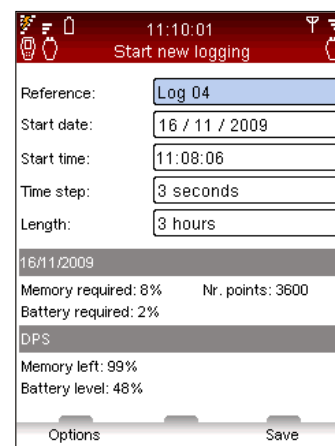 11:10:01
Start new logging
Reference: Log 04
Start date: 16 / 11 / 2009
Start time: 11:08:06
Time step: 3 seconds
Length: 3 hours
16/11/2009
Memory required: 8% Nr. points: 3600
Battery required: 2%
DPS
Memory left: 99%
Battery level: 48%
Options Save